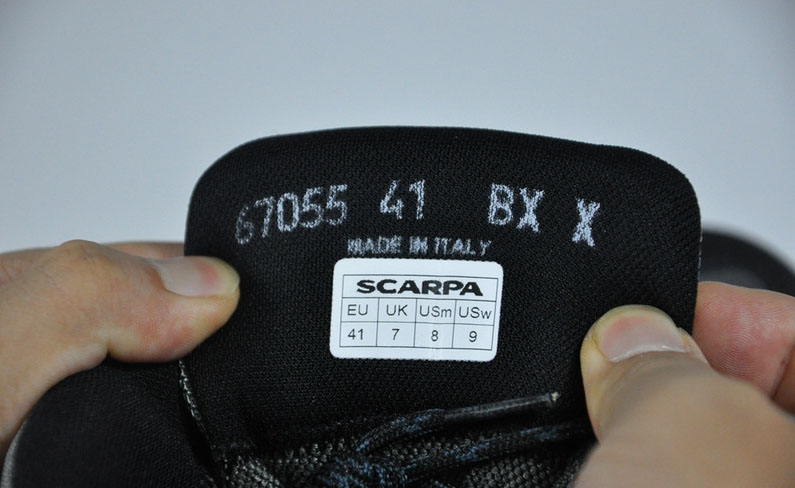 67055 41 BX X
MADE IN ITALY
SCARPA
EU UK USm USw
41 7 8 9